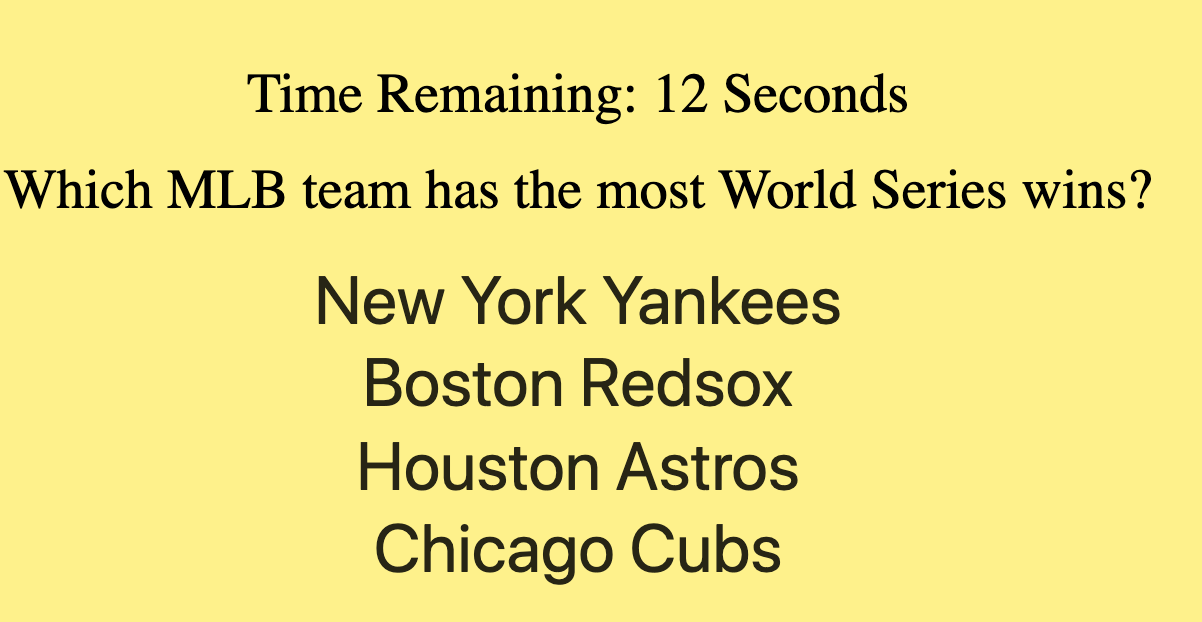 Time Remaining: 12 Seconds
Which MLB team has the most World Series wins?
New York Yankees
Boston Redsox
Houston Astros
Chicago Cubs